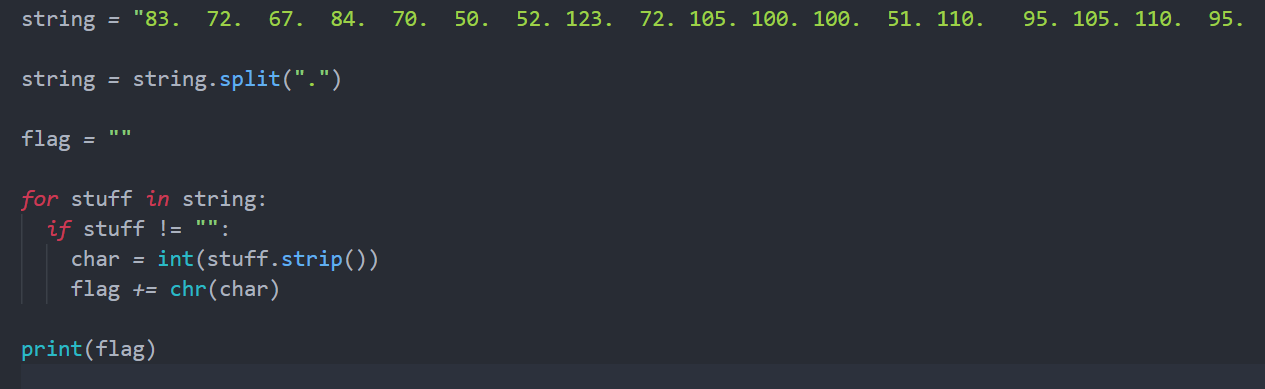 string = "83.  72.  67.  84.  70.  50.  52. 123.  72. 105. 100. 100.  51. 110.   95. 105. 110.  95.
string = string.split(".")
flag = ""
for stuff in string:
  if stuff != "":
    char = int(stuff.strip())
    flag += chr(char)
print(flag)